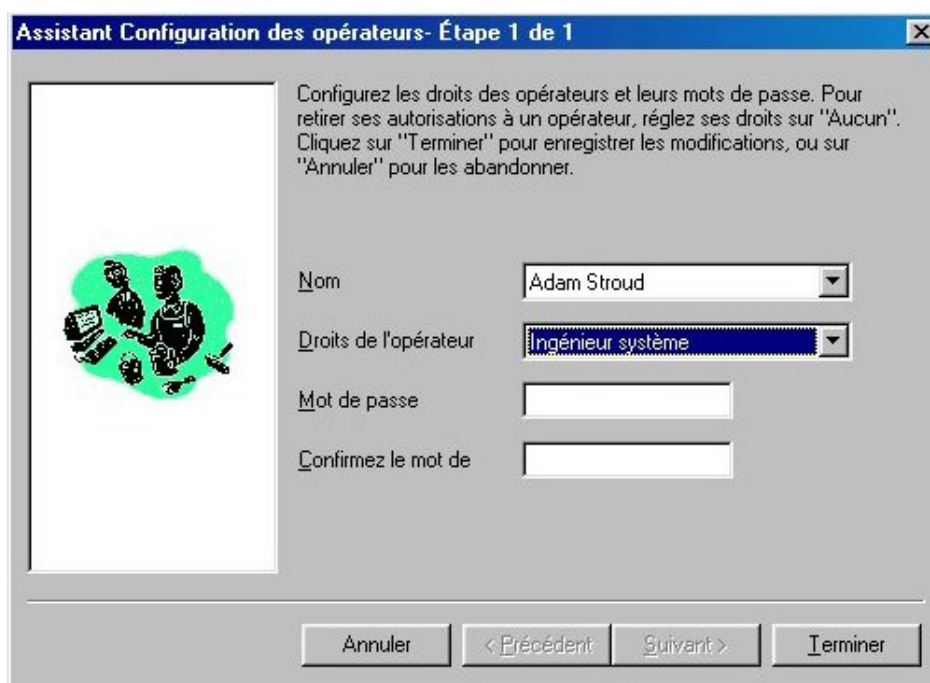 Assistant Configuration des opérateurs- Étape 1 de 1
Configurez les droits des opérateurs et leurs mots de passe. Pour
retirer ses autorisations à un opérateur, réglez ses droits sur "Aucun".
Cliquez sur "Terminer" pour enregistrer les modifications, ou sur
"Annuler" pour les abandonner.
Nom
Adam Stroud
Droits de l'opérateur
Ingénieur système
Mot de passe
Confirmez le mot de
Annuler
< Précédent
Suivant >
Terminer